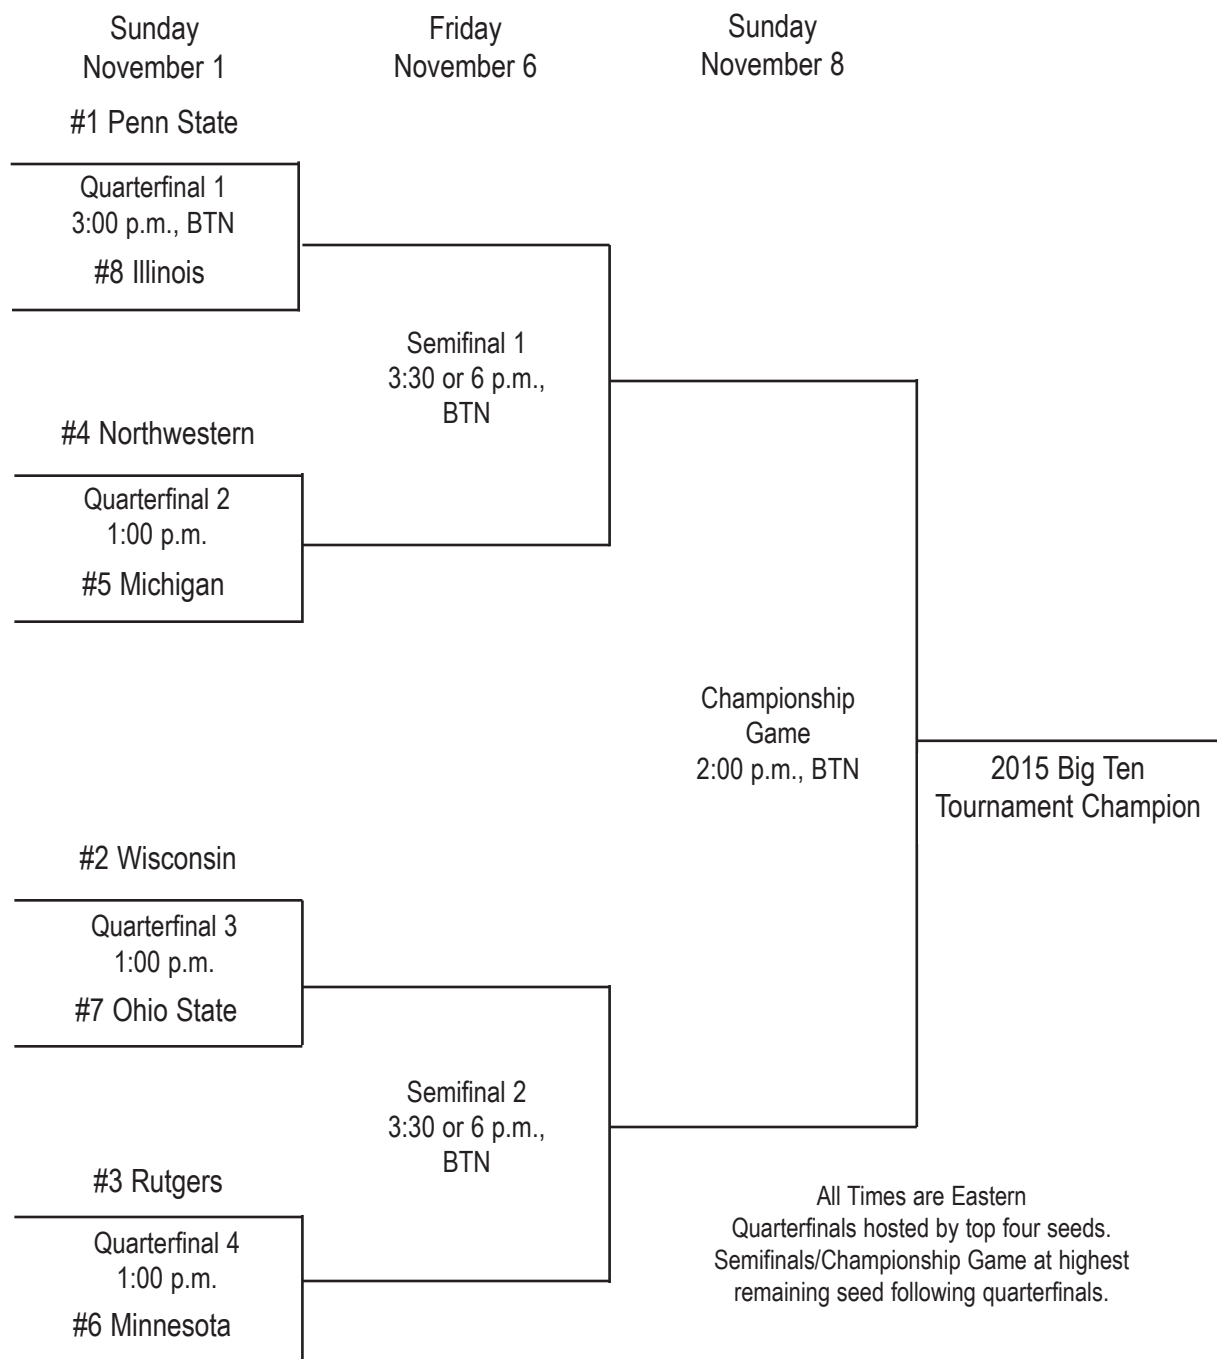 Sunday
November 1
Friday
November 6
Sunday
November 8
#1 Penn State
Quarterfinal 1
3:00 p.m., BTN
#8 Illinois
Semifinal 1
3:30 or 6 p.m.,
BTN
#4 Northwestern
Quarterfinal 2
1:00 p.m.
#5 Michigan
Championship
Game
2:00 p.m., BTN
2015 Big Ten
Tournament Champion
#2 Wisconsin
Quarterfinal 3
1:00 p.m.
#7 Ohio State
Semifinal 2
3:30 or 6 p.m.,
BTN
#3 Rutgers
Quarterfinal 4
1:00 p.m.
#6 Minnesota
All Times are Eastern
Quarterfinals hosted by top four seeds.
Semifinals/Championship Game at highest
remaining seed following quarterfinals.